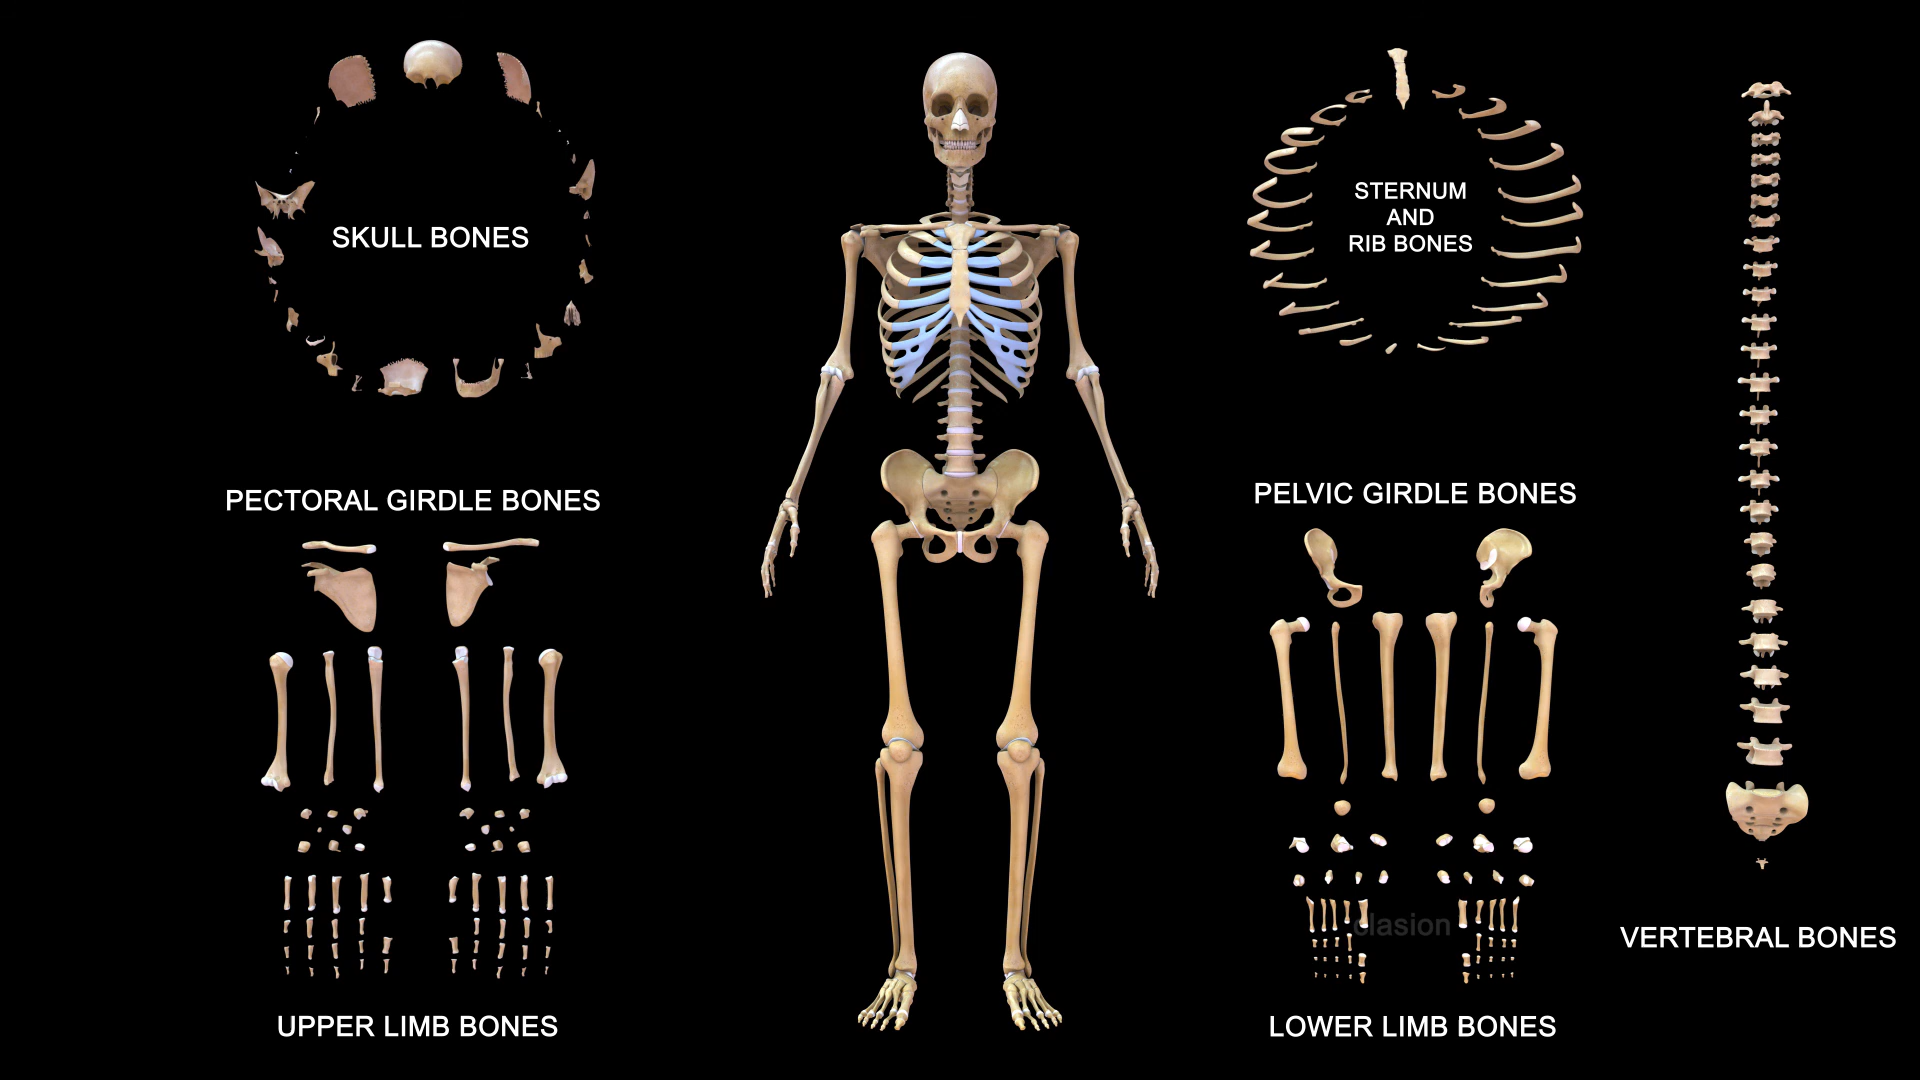 SKULL BONES
STERNUM
AND
RIB BONES
PECTORAL GIRDLE BONES
PELVIC GIRDLE BONES
clasion
VERTEBRAL BONES
UPPER LIMB BONES
LOWER LIMB BONES